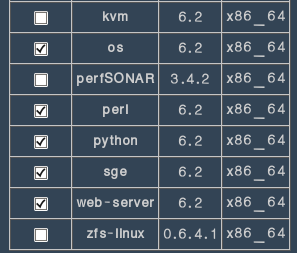 kvm 6.2 x86_64
os 6.2 x86_64
perfSONAR 3.4.2 x86_64
perl 6.2 x86_64
python 6.2 x86_64
sge 6.2 x86_64
web-server 6.2 x86_64
zfs-linux 0.6.4.1 x86_64